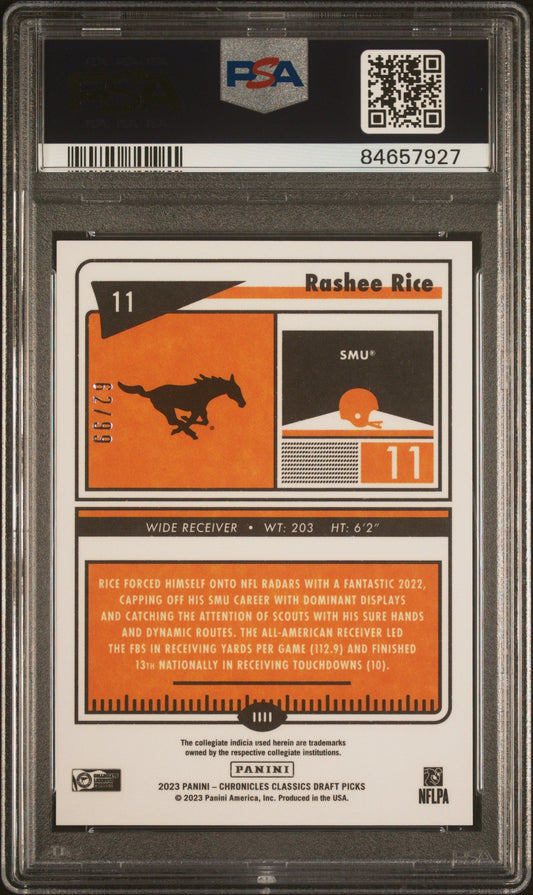 PSA
84657927
Rashee Rice
11
SMU®
62/99
11
WIDE RECEIVER • WT: 203 HT: 6'2"
RICE FORCED HIMSELF ONTO NFL RADARS WITH A FANTASTIC 2022,
CAPPING OFF HIS SMU CAREER WITH DOMINANT DISPLAYS
AND CATCHING THE ATTENTION OF SCOUTS WITH HIS SURE HANDS
AND DYNAMIC ROUTES. THE ALL-AMERICAN RECEIVER LED
THE FBS IN RECEIVING YARDS PER GAME (112.9) AND FINISHED
13TH NATIONALLY IN RECEIVING TOUCHDOWNS (10).
The collegiate indicia used herein are trademarks
owned by the respective collegiate institutions.
PANINI
2023 PANINI – CHRONICLES CLASSICS DRAFT PICKS
© 2023 Panini America, Inc. Produced in the USA.
NFLPA
PSA